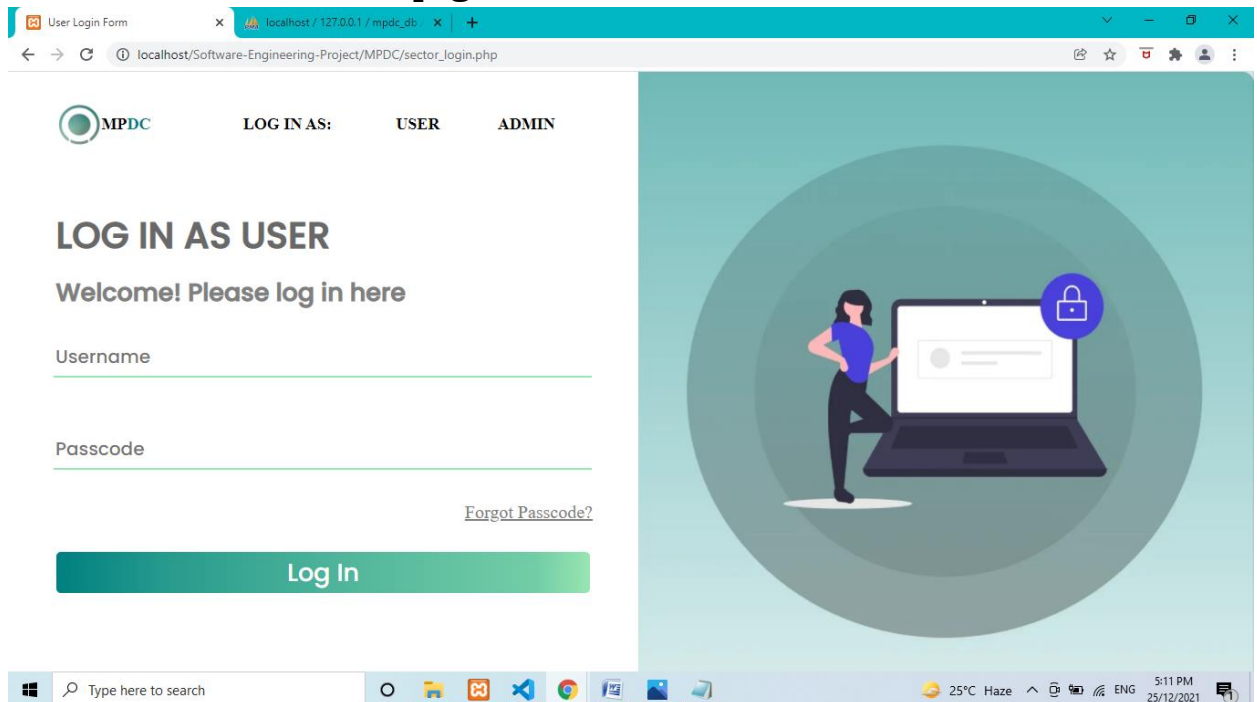 User Login Form
localhost / 127.0.0.1 / mpdc_db /
localhost/Software-Engineering-Project/MPDC/sector_login.php
MPDC LOG IN AS: USER ADMIN
LOG IN AS USER
Welcome! Please log in here
Username
Passcode
Forgot Passcode?
Log In
Type here to search
25°C Haze
ENG
5:11 PM
25/12/2021
1